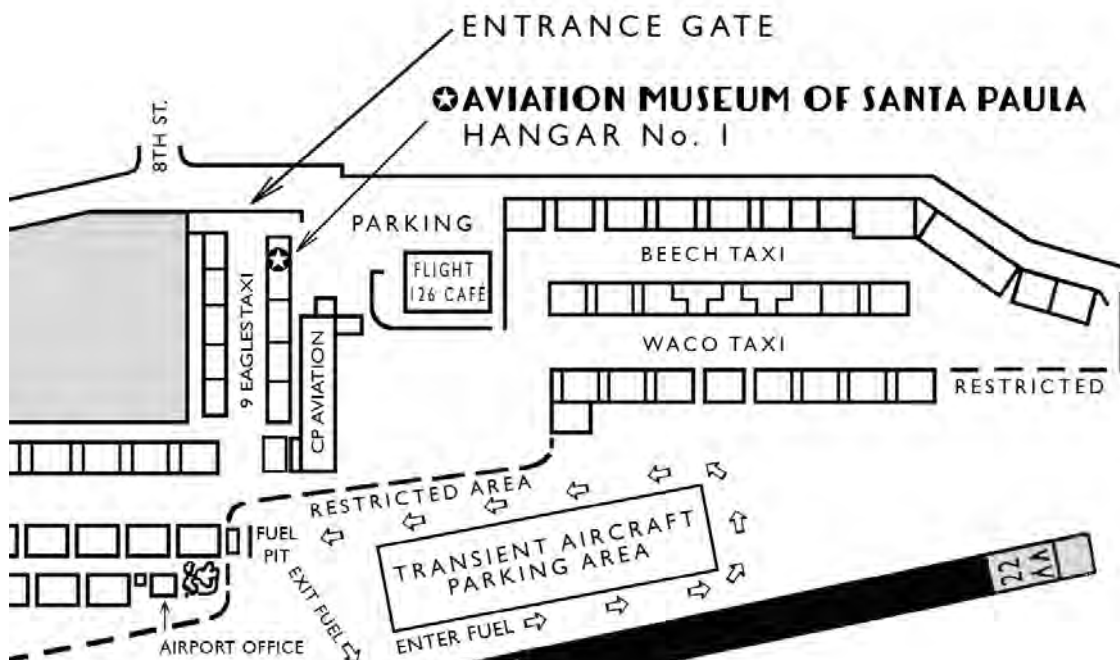 ENTRANCE GATE
AVIATION MUSEUM OF SANTA PAULA
HANGAR No. 1
8TH ST.
PARKING
FLIGHT
126 CAFÉ
BEECH TAXI
9 EAGLES TAXI
CP AVIATION
WACO TAXI
RESTRICTED
RESTRICTED AREA
FUEL
PIT
TRANSIENT AIRCRAFT
PARKING AREA
22
EXIT FUEL
ENTER FUEL
AIRPORT OFFICE